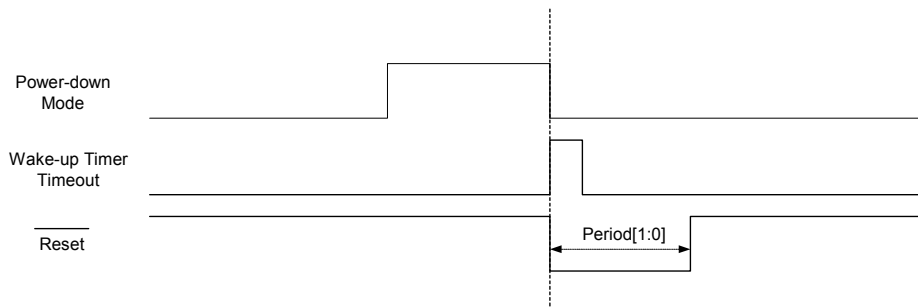 Power-down
Mode
Wake-up Timer
Timeout
Period[1:0]
Reset